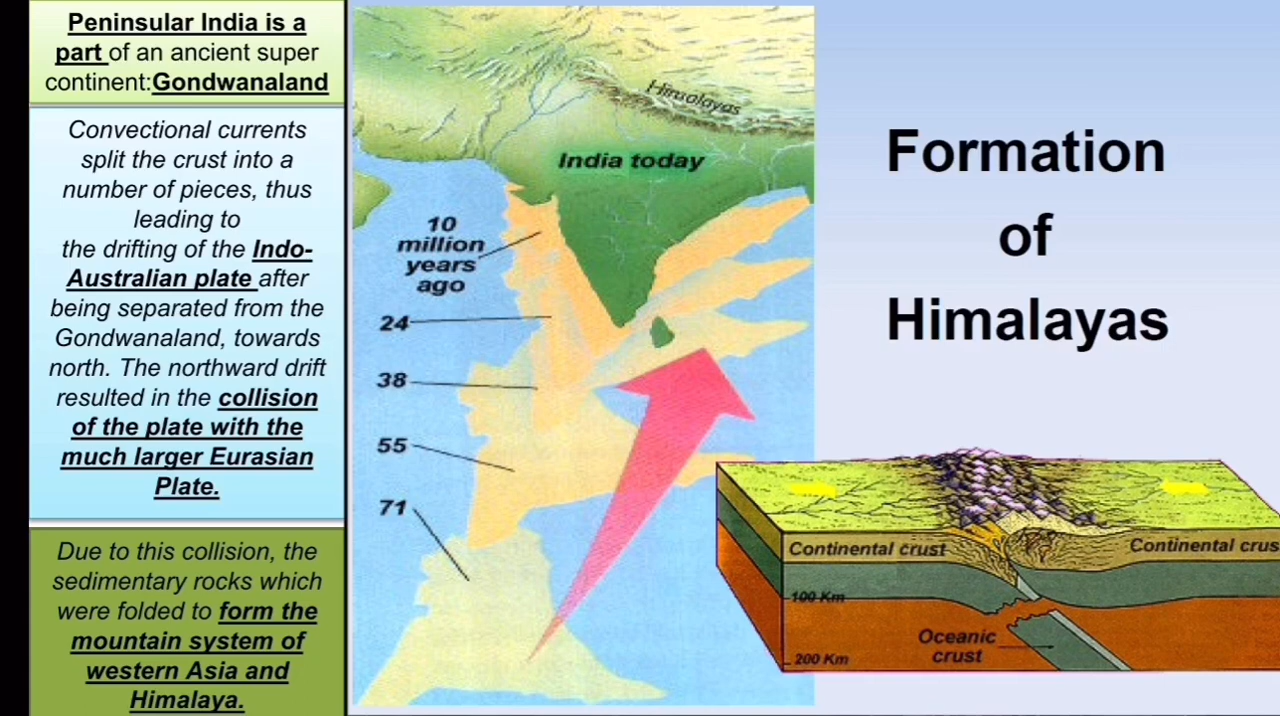 Peninsular India is a
part of an ancient super
continent:Gondwanaland
Convectional currents
split the crust into a
number of pieces, thus
leading to
the drifting of the Indo-
Australian plate after
being separated from the
Gondwanaland, towards
north. The northward drift
resulted in the collision
of the plate with the
much larger Eurasian
Plate.
Due to this collision, the
sedimentary rocks which
were folded to form the
mountain system of
western Asia and
Himalaya.
Himalayas
India today
10
million
years
ago
24
38
55
71
Formation
of
Himalayas
Continental crust
Continental crus
100 Km
Oceanic
crust
200 Km